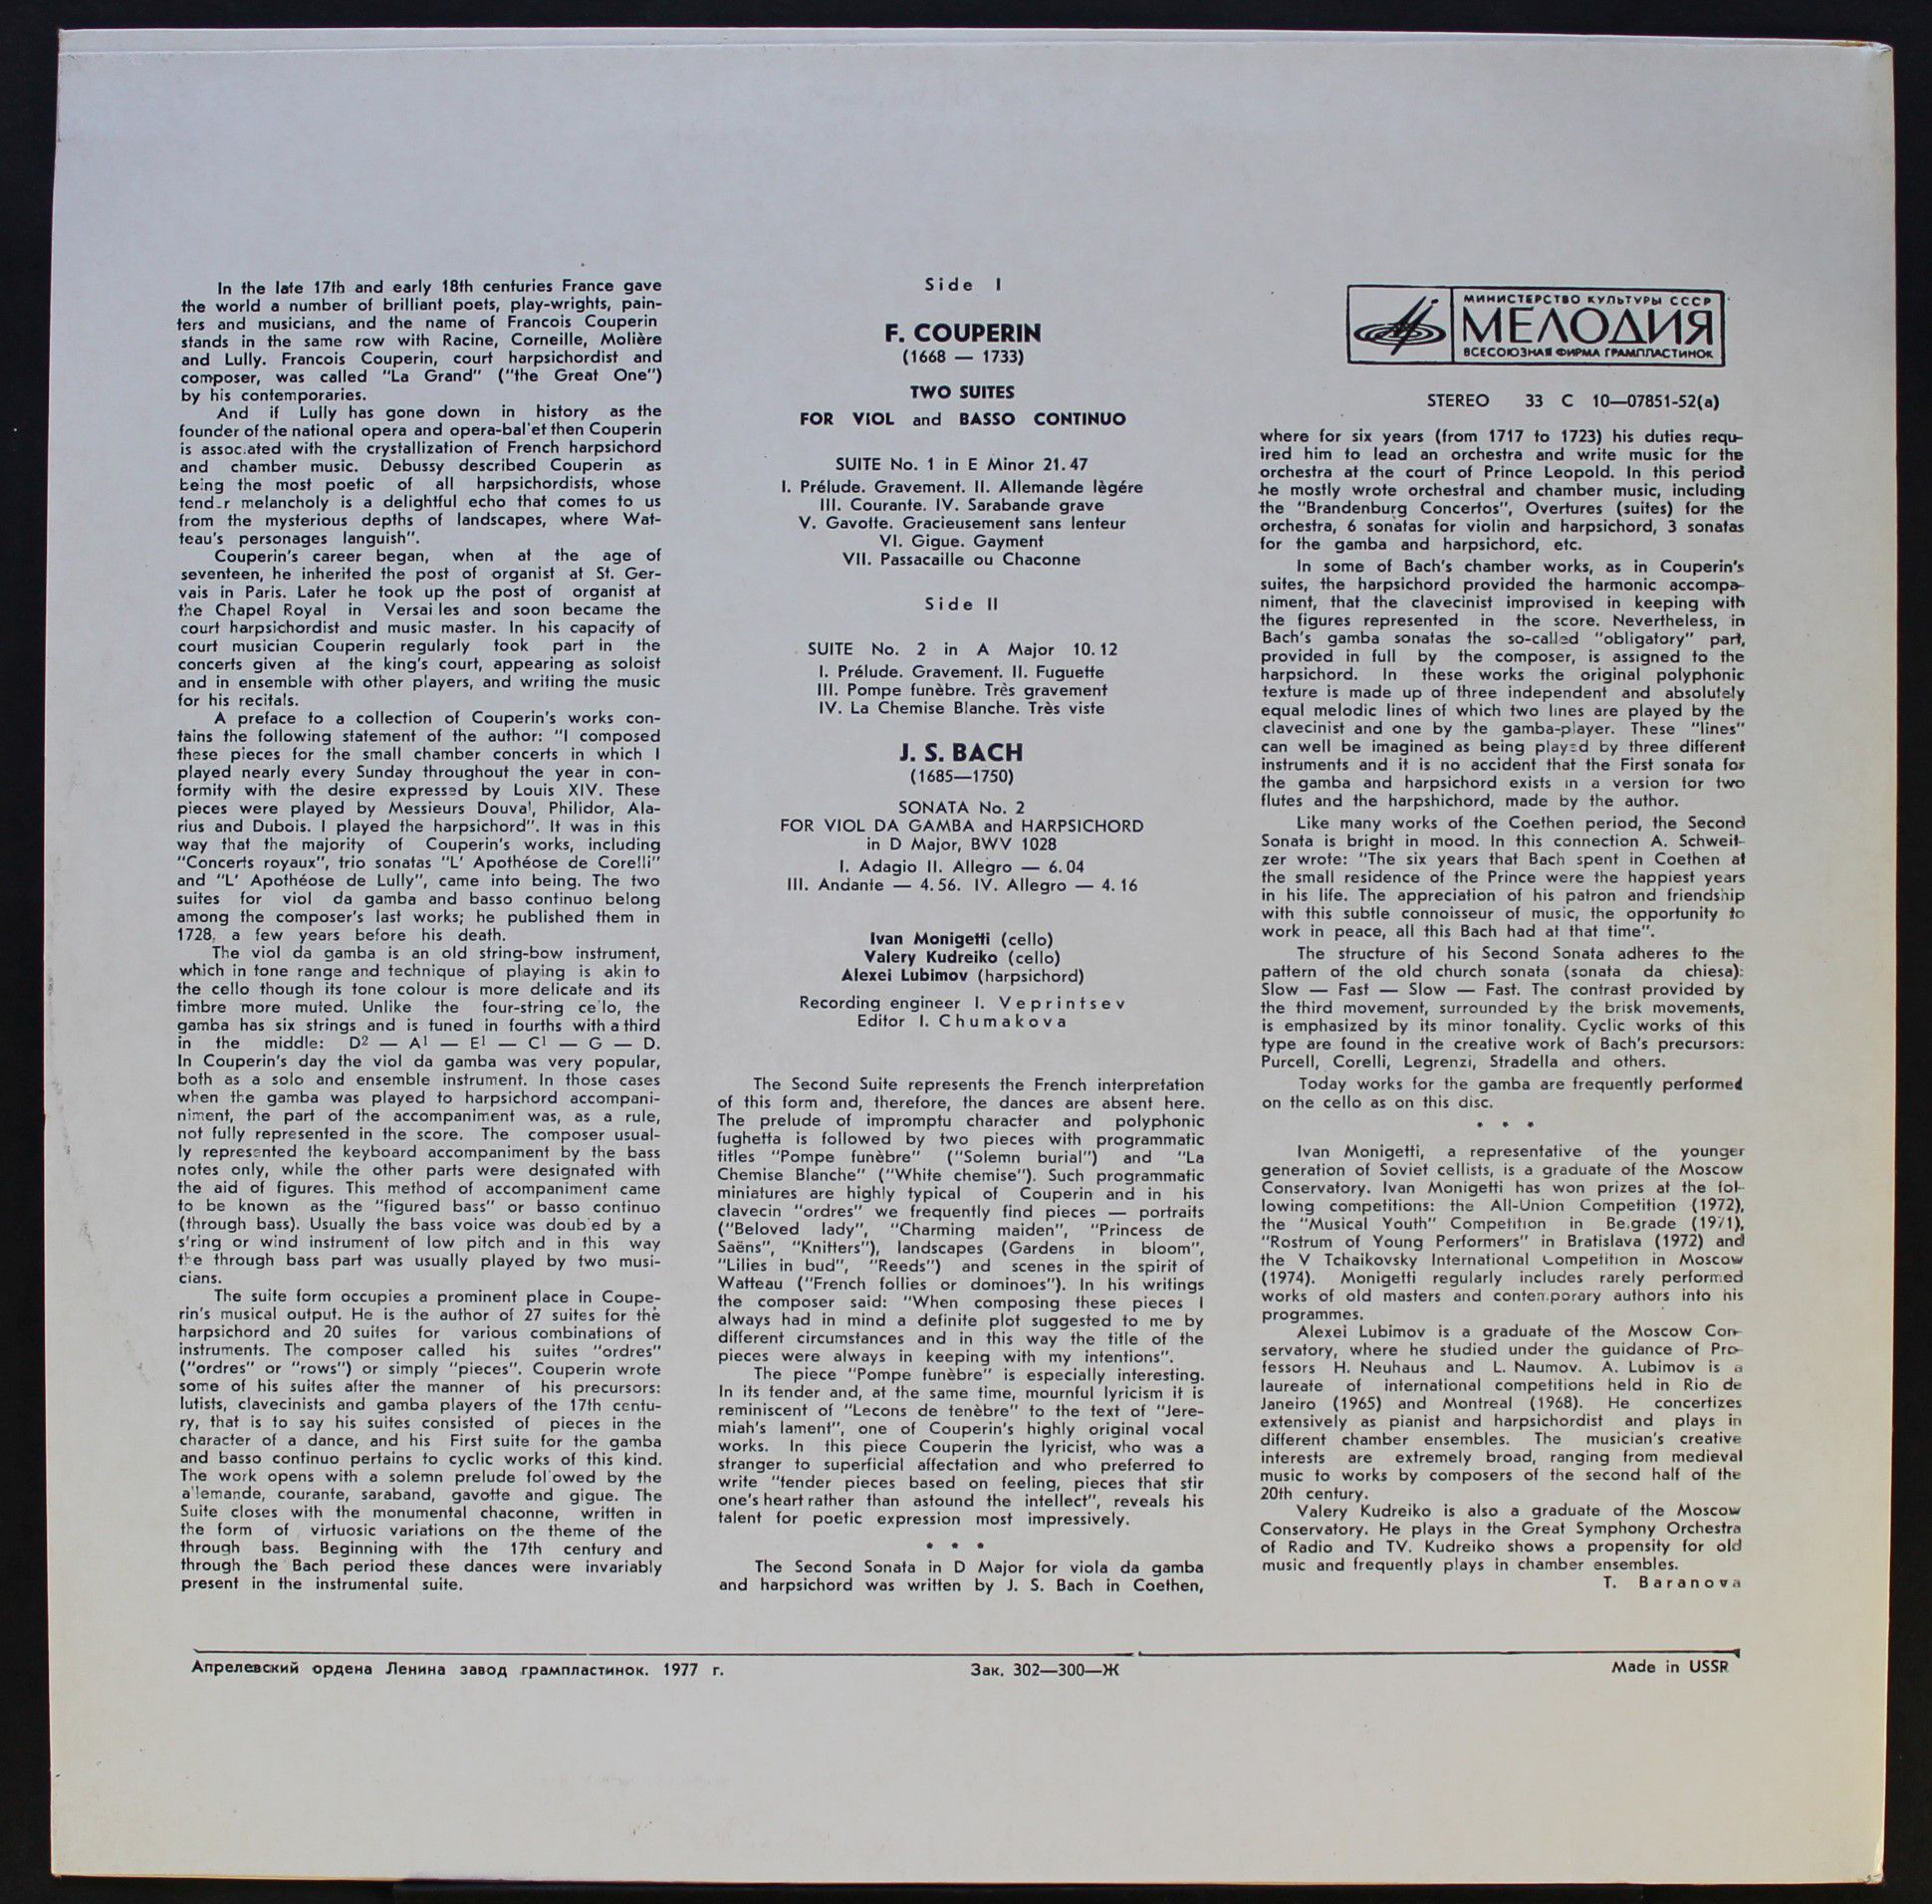 In the late 17th and early 18th centuries France gave
the world a number of brilliant poets, play-wrights, pain-
ters and musicians, and the name of Francois Couperin
stands in the same row with Racine, Corneille, Molière
and Lully. Francois Couperin, court harpsichordist and
composer, was called "La Grand" ("the Great One")
by his contemporaries.
And if Lully has gone down in history as the
founder of the national opera and opera-bal'et then Couperin
is assoc.ated with the crystallization of French harpsichord
and chamber music. Debussy described Couperin as
being the most poetic of all harpsichordists, whose
tend_r melancholy is a delightful echo that comes to us
from the mysterious depths of landscapes, where Wat-
teau's personages languish".
Couperin's career began, when at the age of
seventeen, he inherited the post of organist at St. Ger-
vais in Paris. Later he took up the post of organist at
the Chapel Royal in Versai les and soon became the
court harpsichordist and music master. In his capacity of
court musician Couperin regularly took part in the
concerts given at the king's court, appearing as soloist
and in ensemble with other players, and writing the music
for his recitals.
A preface to a collection of Couperin's works con-
tains the following statement of the author: "I composed
these pieces for the small chamber concerts in which I
played nearly every Sunday throughout the year in con-
formity with the desire expressed by Louis XIV. These
pieces were played by Messieurs Douval, Philidor, Ala-
rius and Dubois. I played the harpsichord". It was in this
way that the majority of Couperin's works, including
"Concerts royaux", trio sonatas "L' Apothéose de Corelli"
and "L' Apothéose de Lully", came into being. The two
suites for viol da gamba and basso continuo belong
among the composer's last works; he published them in
1728, a few years before his death.
The viol da gamba is an old string-bow instrument,
which in tone range and technique of playing is akin to
the cello though its tone colour is more delicate and its
timbre more muted. Unlike the four-string ce'lo, the
gamba has six strings and is tuned in fourths with a third
in the middle: D² — A¹ — E¹ — C¹ — G — D.
In Couperin's day the viol da gamba was very popular,
both as a solo and ensemble instrument. In those cases
when the gamba was played to harpsichord accompani-
niment, the part of the accompaniment was, as a rule,
not fully represented in the score. The composer usual-
ly represented the keyboard accompaniment by the bass
notes only, while the other parts were designated with
the aid of figures. This method of accompaniment came
to be known as the "figured bass" or basso continuo
(through bass). Usually the bass voice was doub'ed by a
s'ring or wind instrument of low pitch and in this way
the through bass part was usually played by two musi-
cians.
The suite form occupies a prominent place in Coupe-
rin's musical output. He is the author of 27 suites for the
harpsichord and 20 suites for various combinations of
instruments. The composer called his suites "ordres"
("ordres" or "rows") or simply "pieces". Couperin wrote
some of his suites after the manner of his precursors:
lutists, clavecinists and gamba players of the 17th centu-
ry, that is to say his suites consisted of pieces in the
character of a dance, and his First suite for the gamba
and basso continuo pertains to cyclic works of this kind.
The work opens with a solemn prelude fol'owed by the
a'lemande, courante, saraband, gavotte and gigue. The
Suite closes with the monumental chaconne, written in
the form of virtuosic variations on the theme of the
through bass. Beginning with the 17th century and
through the Bach period these dances were invariably
present in the instrumental suite.
Side I
F. COUPERIN
(1668 — 1733)
TWO SUITES
FOR VIOL and BASSO CONTINUO
SUITE No. 1 in E Minor 21.47
I. Prélude. Gravement. II. Allemande lègére
III. Courante. IV. Sarabande grave
V. Gavotte. Gracieusement sans lenteur
VI. Gigue. Gayment
VII. Passacaille ou Chaconne
Side II
SUITE No. 2 in A Major 10.12
I. Prélude. Gravement. II. Fuguette
III. Pompe funèbre. Très gravement
IV. La Chemise Blanche. Très viste
J. S. BACH
(1685—1750)
SONATA No. 2
FOR VIOL DA GAMBA and HARPSICHORD
in D Major, BWV 1028
I. Adagio II. Allegro — 6.04
III. Andante — 4.56. IV. Allegro — 4.16
Ivan Monigetti (cello)
Valery Kudreiko (cello)
Alexei Lubimov (harpsichord)
Recording engineer I. Veprintsev
Editor I. Chumakova
The Second Suite represents the French interpretation
of this form and, therefore, the dances are absent here.
The prelude of impromptu character and polyphonic
fughetta is followed by two pieces with programmatic
titles "Pompe funèbre" ("Solemn burial") and "La
Chemise Blanche" ("White chemise"). Such programmatic
miniatures are highly typical of Couperin and in his
clavecin "ordres" we frequently find pieces — portraits
("Beloved lady", "Charming maiden", "Princess de
Saëns", "Knitters"), landscapes (Gardens in bloom",
"Lilies in bud", "Reeds") and scenes in the spirit of
Watteau ("French follies or dominoes"). In his writings
the composer said: "When composing these pieces I
always had in mind a definite plot suggested to me by
different circumstances and in this way the title of the
pieces were always in keeping with my intentions".
The piece "Pompe funèbre" is especially interesting.
In its tender and, at the same time, mournful lyricism it is
reminiscent of "Lecons de tenèbre" to the text of "Jere-
miah's lament", one of Couperin's highly original vocal
works. In this piece Couperin the lyricist, who was a
stranger to superficial affectation and who preferred to
write "tender pieces based on feeling, pieces that stir
one's heart rather than astound the intellect", reveals his
talent for poetic expression most impressively.
* * *
The Second Sonata in D Major for viola da gamba
and harpsichord was written by J. S. Bach in Coethen,
МИНИСТЕРСТВО КУЛЬТУРЫ СССР
МЕЛОДИЯ
ВСЕСОЮЗНАЯ ФИРМА ГРАМПЛАСТИНОК
STEREO 33 С 10—07851-52(a)
where for six years (from 1717 to 1723) his duties requ-
ired him to lead an orchestra and write music for the
orchestra at the court of Prince Leopold. In this period
he mostly wrote orchestral and chamber music, including
the "Brandenburg Concertos", Overtures (suites) for the
orchestra, 6 sonatas for violin and harpsichord, 3 sonatas
for the gamba and harpsichord, etc.
In some of Bach's chamber works, as in Couperin's
suites, the harpsichord provided the harmonic accompa-
niment, that the clavecinist improvised in keeping with
the figures represented in the score. Nevertheless, in
Bach's gamba sonatas the so-called "obligatory" part,
provided in full by the composer, is assigned to the
harpsichord. In these works the original polyphonic
texture is made up of three independent and absolutely
equal melodic lines of which two lines are played by the
clavecinist and one by the gamba-player. These "lines"
can well be imagined as being played by three different
instruments and it is no accident that the First sonata for
the gamba and harpsichord exists in a version for two
flutes and the harpshichord, made by the author.
Like many works of the Coethen period, the Second
Sonata is bright in mood. In this connection A. Schweit-
zer wrote: "The six years that Bach spent in Coethen at
the small residence of the Prince were the happiest years
in his life. The appreciation of his patron and friendship
with this subtle connoisseur of music, the opportunity to
work in peace, all this Bach had at that time".
The structure of his Second Sonata adheres to the
pattern of the old church sonata (sonata da chiesa):
Slow — Fast — Slow — Fast. The contrast provided by
the third movement, surrounded by the brisk movements,
is emphasized by its minor tonality. Cyclic works of this
type are found in the creative work of Bach's precursors:
Purcell, Corelli, Legrenzi, Stradella and others.
Today works for the gamba are frequently performed
on the cello as on this disc.
* * *
Ivan Monigetti, a representative of the younger
generation of Soviet cellists, is a graduate of the Moscow
Conservatory. Ivan Monigetti has won prizes at the fol-
lowing competitions: the All-Union Competition (1972),
the "Musical Youth" Competition in Be.grade (1971),
"Rostrum of Young Performers" in Bratislava (1972) and
the V Tchaikovsky International Competition in Moscow
(1974). Monigetti regularly includes rarely performed
works of old masters and contemporary authors into his
programmes.
Alexei Lubimov is a graduate of the Moscow Con-
servatory, where he studied under the guidance of Pro-
fessors H. Neuhaus and L. Naumov. A. Lubimov is a
laureate of international competitions held in Rio de
Janeiro (1965) and Montreal (1968). He concertizes
extensively as pianist and harpsichordist and plays in
different chamber ensembles. The musician's creative
interests are extremely broad, ranging from medieval
music to works by composers of the second half of the
20th century.
Valery Kudreiko is also a graduate of the Moscow
Conservatory. He plays in the Great Symphony Orchestra
of Radio and TV. Kudreiko shows a propensity for old
music and frequently plays in chamber ensembles.
T. Baranova
Апрелевский ордена Ленина завод грампластинок. 1977 г.
Зак. 302—300—Ж
Made in USSR